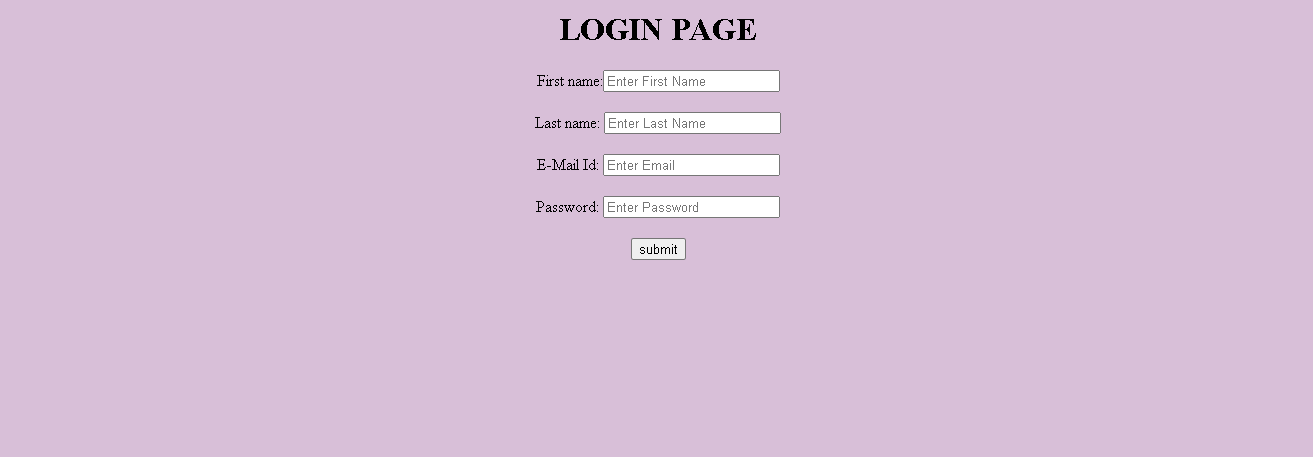 LOGIN PAGE
First name: Enter First Name
Last name: Enter Last Name
E-Mail Id: Enter Email
Password: Enter Password
submit